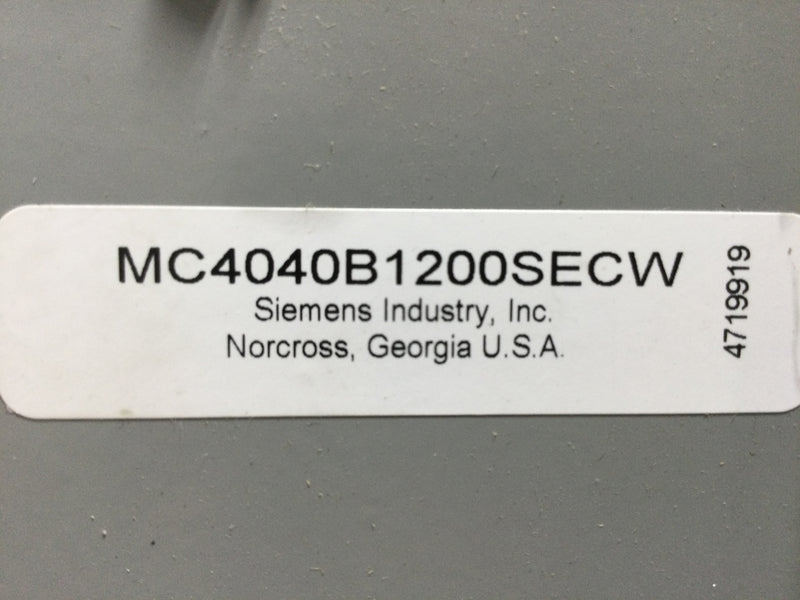 MC4040B1200SECW
Siemens Industry, Inc.
Norcross, Georgia U.S.A.
4719919